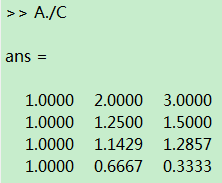 >> A./C
ans =
1.0000 2.0000 3.0000
1.0000 1.2500 1.5000
1.0000 1.1429 1.2857
1.0000 0.6667 0.3333